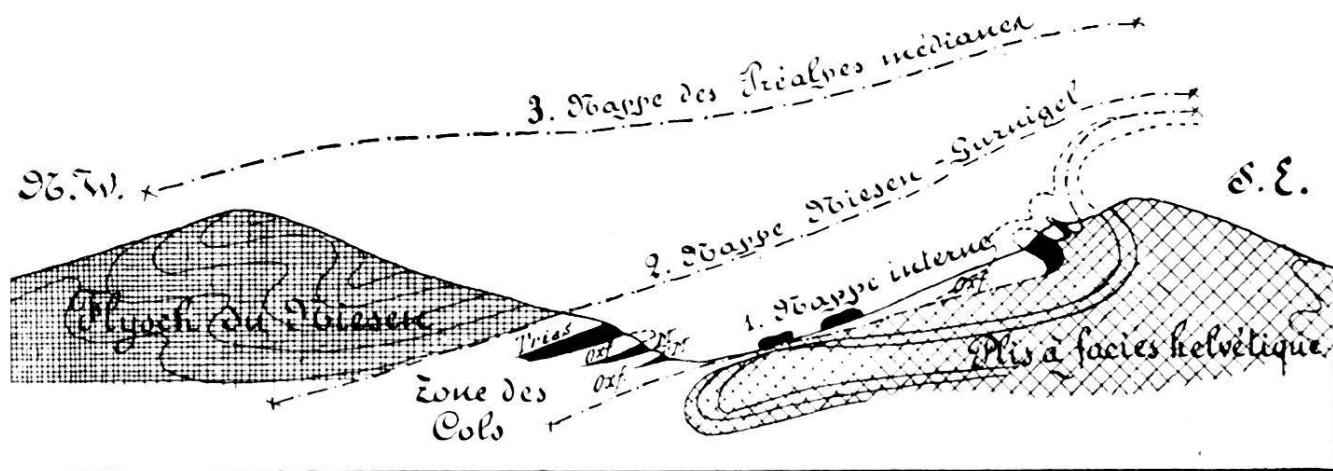 3. Nappe des Préalpes médianes
N.W.
2. Nappe Niesen-Gurnigel
S.E.
1. Nappe interne
Oxf.
Flysch du Niesen
Trias
Oxf.
Oxf.
Zone des
Cols
Plis à facies helvétique